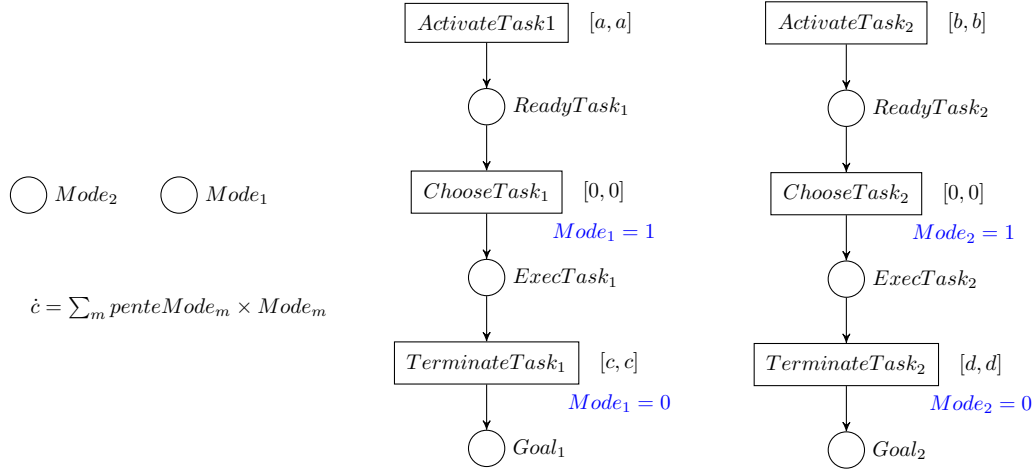 ActivateTask1 [a, a] ActivateTask₂ [b, b]
ReadyTask₁ ReadyTask₂
Mode₂ Mode₁ ChooseTask₁ [0, 0] ChooseTask₂ [0, 0]
Mode₁ = 1 Mode₂ = 1
ExecTask₁ ExecTask₂
ċ = ∑ₘ penteModeₘ × Modeₘ
TerminateTask₁ [c, c] TerminateTask₂ [d, d]
Mode₁ = 0 Mode₂ = 0
Goal₁ Goal₂